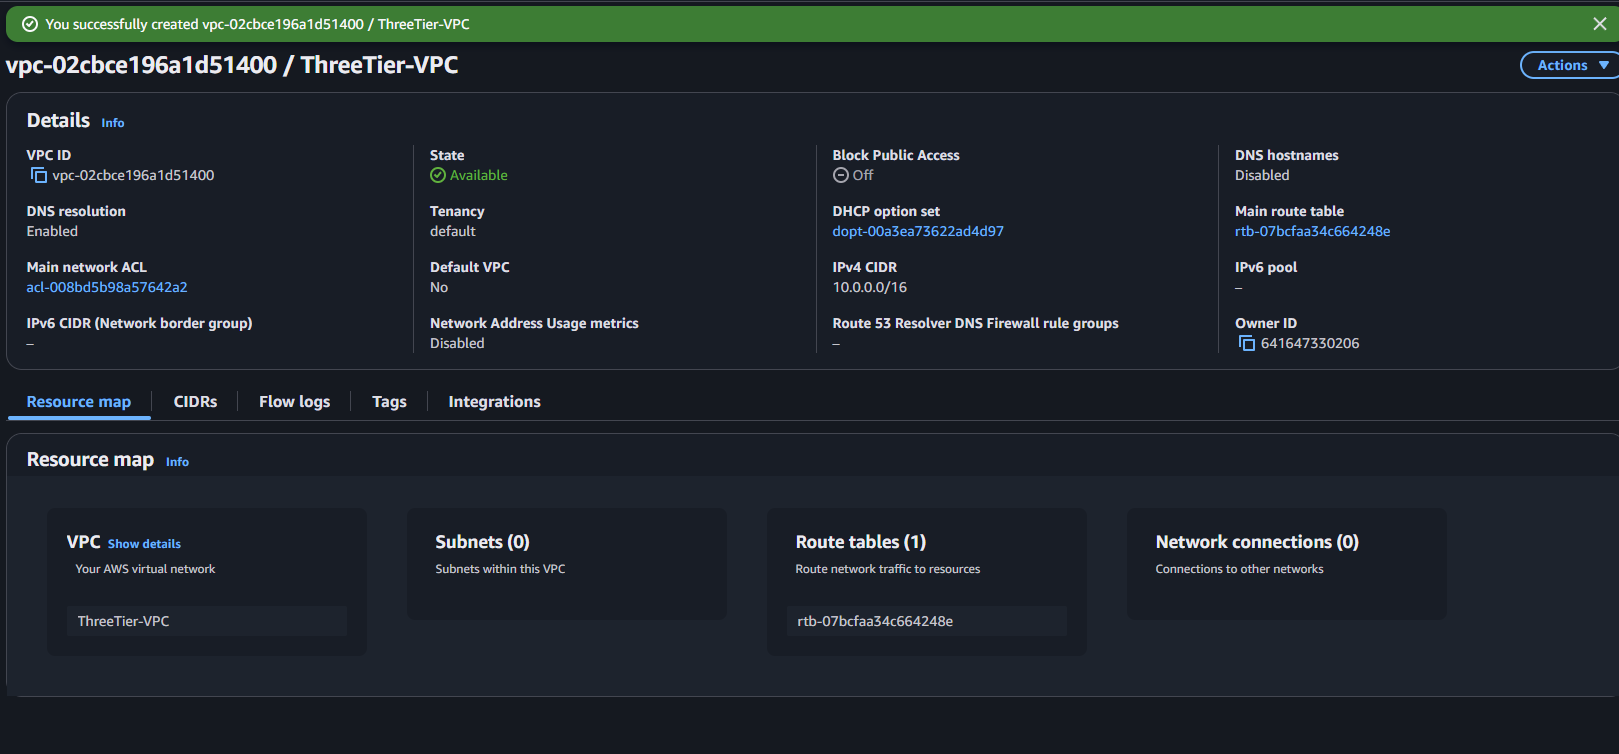 You successfully created vpc-02cbce196a1d51400 / ThreeTier-VPC
vpc-02cbce196a1d51400 / ThreeTier-VPC
Actions
Details Info
VPC ID
vpc-02cbce196a1d51400
State
Available
Block Public Access
Off
DNS hostnames
Disabled
DNS resolution
Enabled
Tenancy
default
DHCP option set
dopt-00a3ea73622ad4d97
Main route table
rtb-07bcfaa34c664248e
Main network ACL
acl-008bd5b98a57642a2
Default VPC
No
IPv4 CIDR
10.0.0.0/16
IPv6 pool
–
IPv6 CIDR (Network border group)
–
Network Address Usage metrics
Disabled
Route 53 Resolver DNS Firewall rule groups
–
Owner ID
641647330206
Resource map CIDRs Flow logs Tags Integrations
Resource map Info
VPC Show details
Your AWS virtual network
ThreeTier-VPC
Subnets (0)
Subnets within this VPC
Route tables (1)
Route network traffic to resources
rtb-07bcfaa34c664248e
Network connections (0)
Connections to other networks